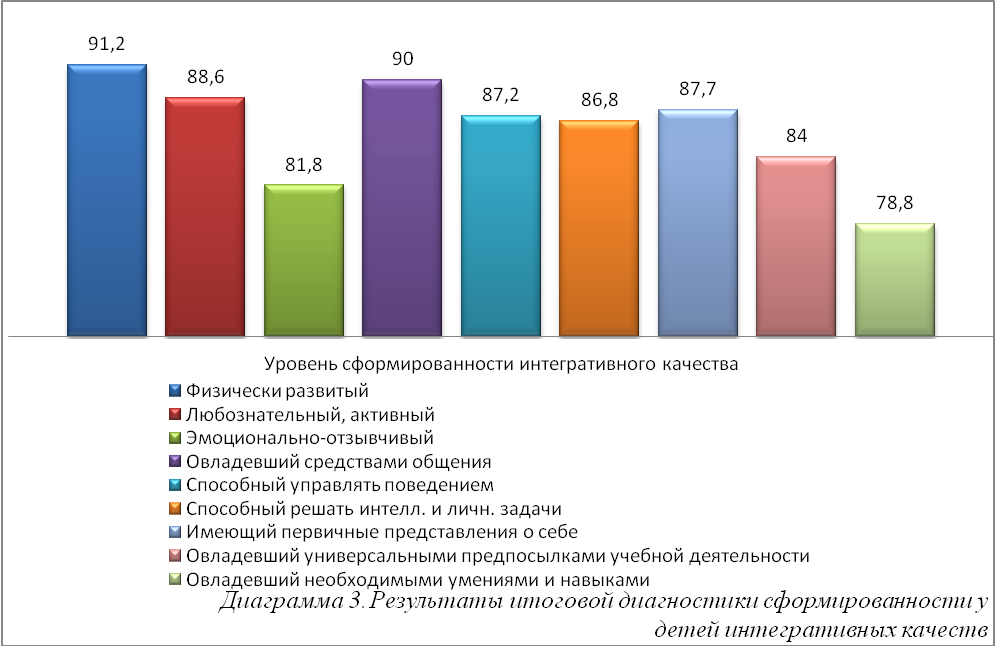 91,2
88,6
81,8
90
87,2
86,8
87,7
84
78,8
Уровень сформированности интегративного качества
Физически развитый
Любознательный, активный
Эмоционально-отзывчивый
Овладевший средствами общения
Способный управлять поведением
Способный решать интелл. и личн. задачи
Имеющий первичные представления о себе
Овладевший универсальными предпосылками учебной деятельности
Овладевший необходимыми умениями и навыками
Диаграмма 3. Результаты итоговой диагностики сформированности у
детей интегративных качеств